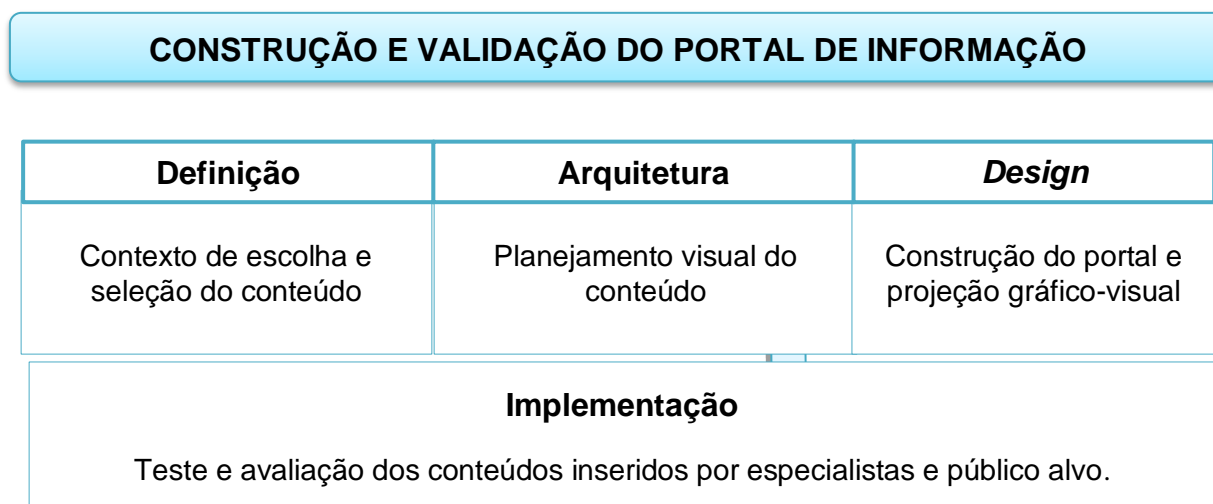 CONSTRUÇÃO E VALIDAÇÃO DO PORTAL DE INFORMAÇÃO
Definição
Arquitetura
Design
Contexto de escolha e
seleção do conteúdo
Planejamento visual do
conteúdo
Construção do portal e
projeção gráfico-visual
Implementação
Teste e avaliação dos conteúdos inseridos por especialistas e público alvo.